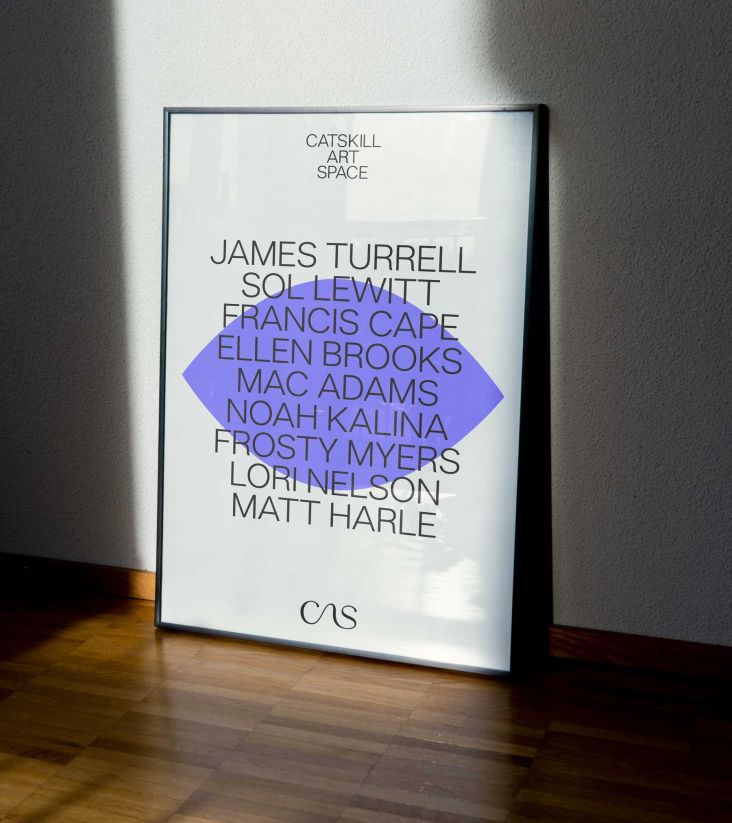 CATSKILL
ART
SPACE
JAMES TURRELL
SOL LEWITT
FRANCIS CAPE
ELLEN BROOKS
MAC ADAMS
NOAH KALINA
FROSTY MYERS
LORI NELSON
MATT HARLE
CAS